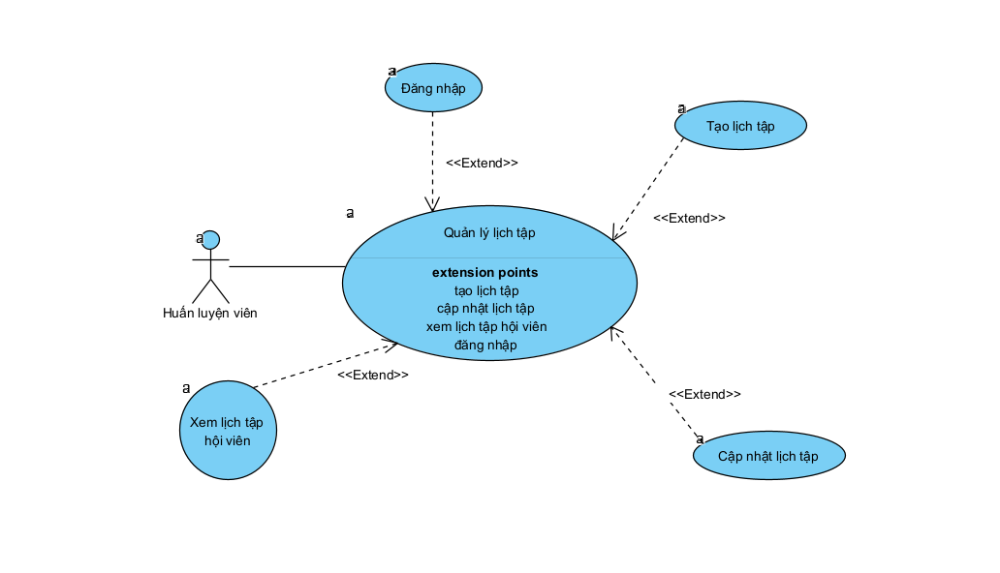 a
Đăng nhập
a
Tạo lịch tập
<<Extend>>
<<Extend>>
a
Quản lý lịch tập
a
extension points
tạo lịch tập
cập nhật lịch tập
xem lịch tập hội viên
đăng nhập
Huấn luyện viên
<<Extend>>
<<Extend>>
a
Xem lịch tập
hội viên
a
Cập nhật lịch tập